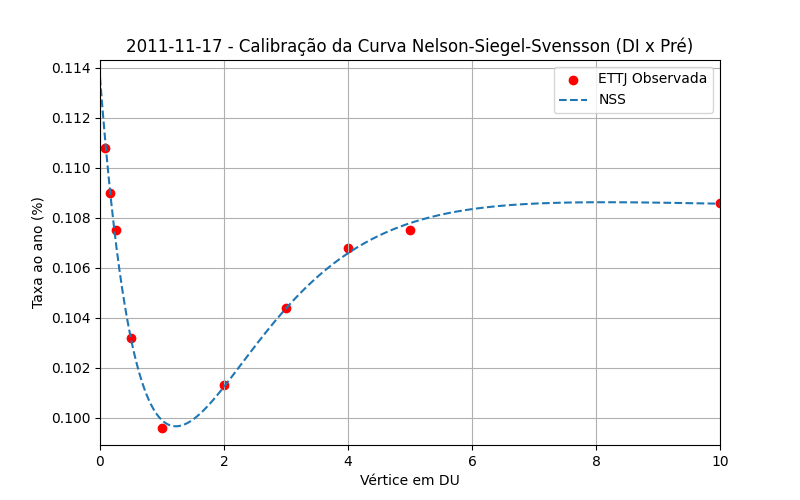 2011-11-17 - Calibração da Curva Nelson-Siegel-Svensson (DI x Pré)
ETTJ Observada
NSS
Taxa ao ano (%)
0.114
0.112
0.110
0.108
0.106
0.104
0.102
0.100
0 2 4 6 8 10
Vértice em DU